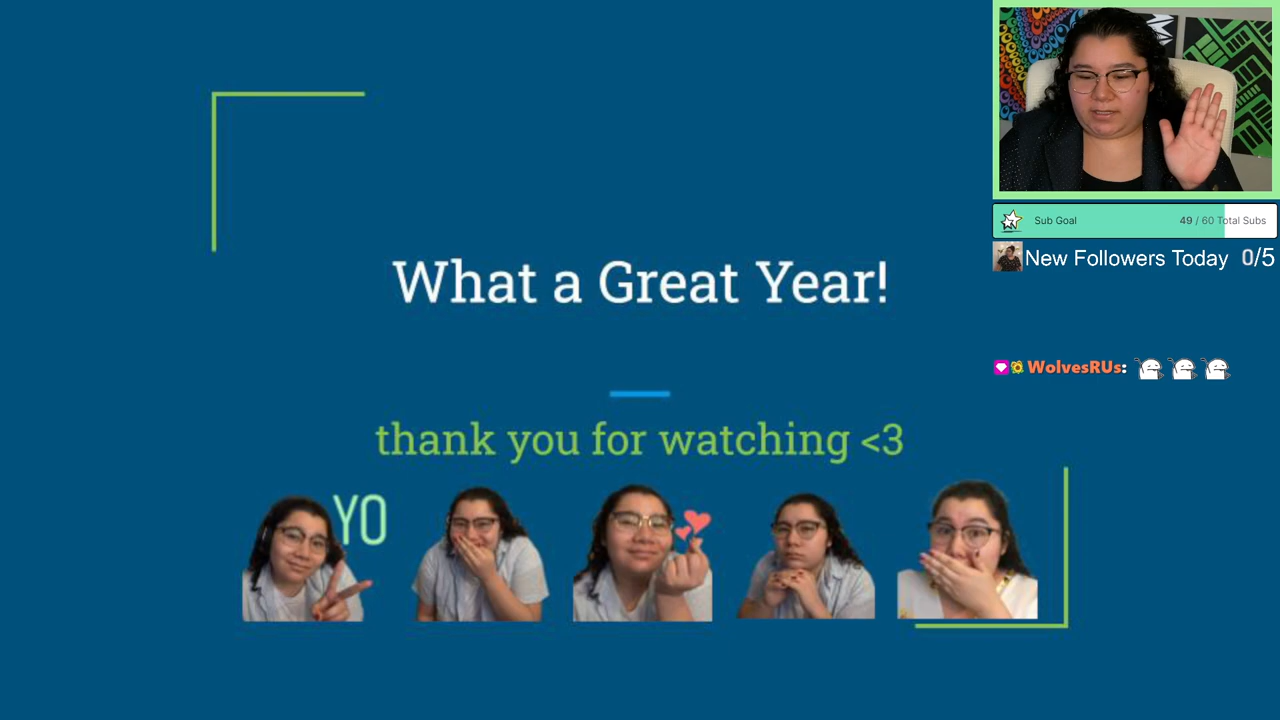 What a Great Year!
thank you for watching <3
YO
Sub Goal 49 / 60 Total Subs
New Followers Today 0/5
WolvesRUs: